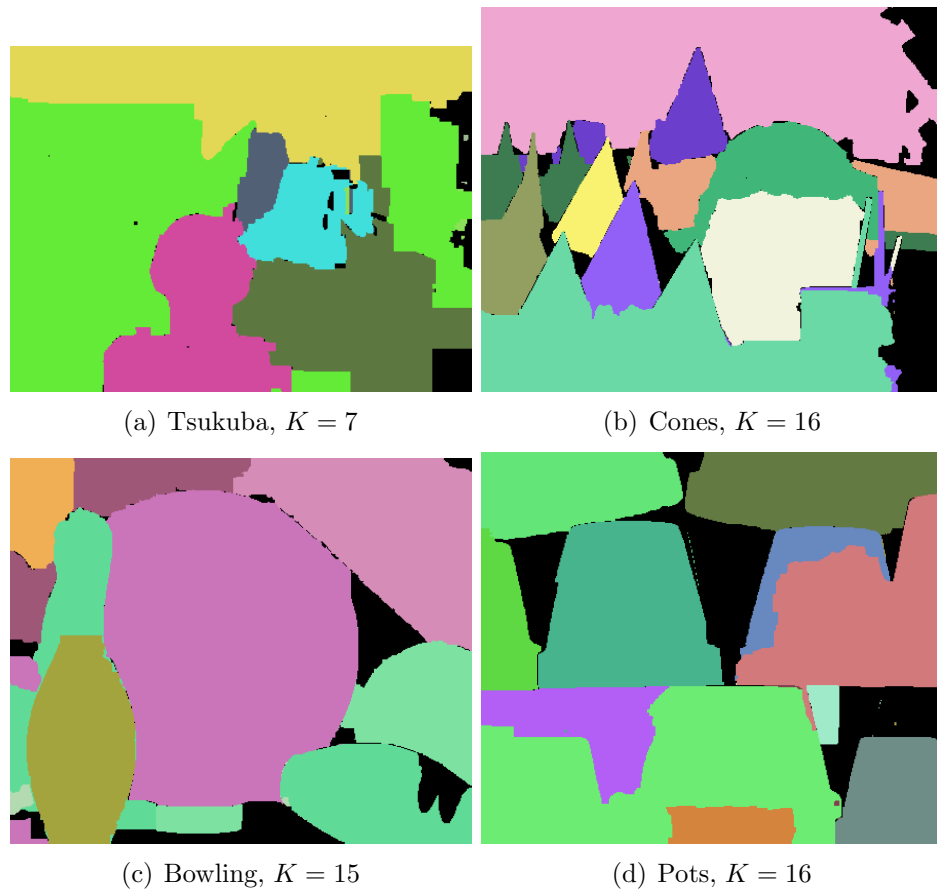 (a) Tsukuba, K = 7
(b) Cones, K = 16
(c) Bowling, K = 15
(d) Pots, K = 16